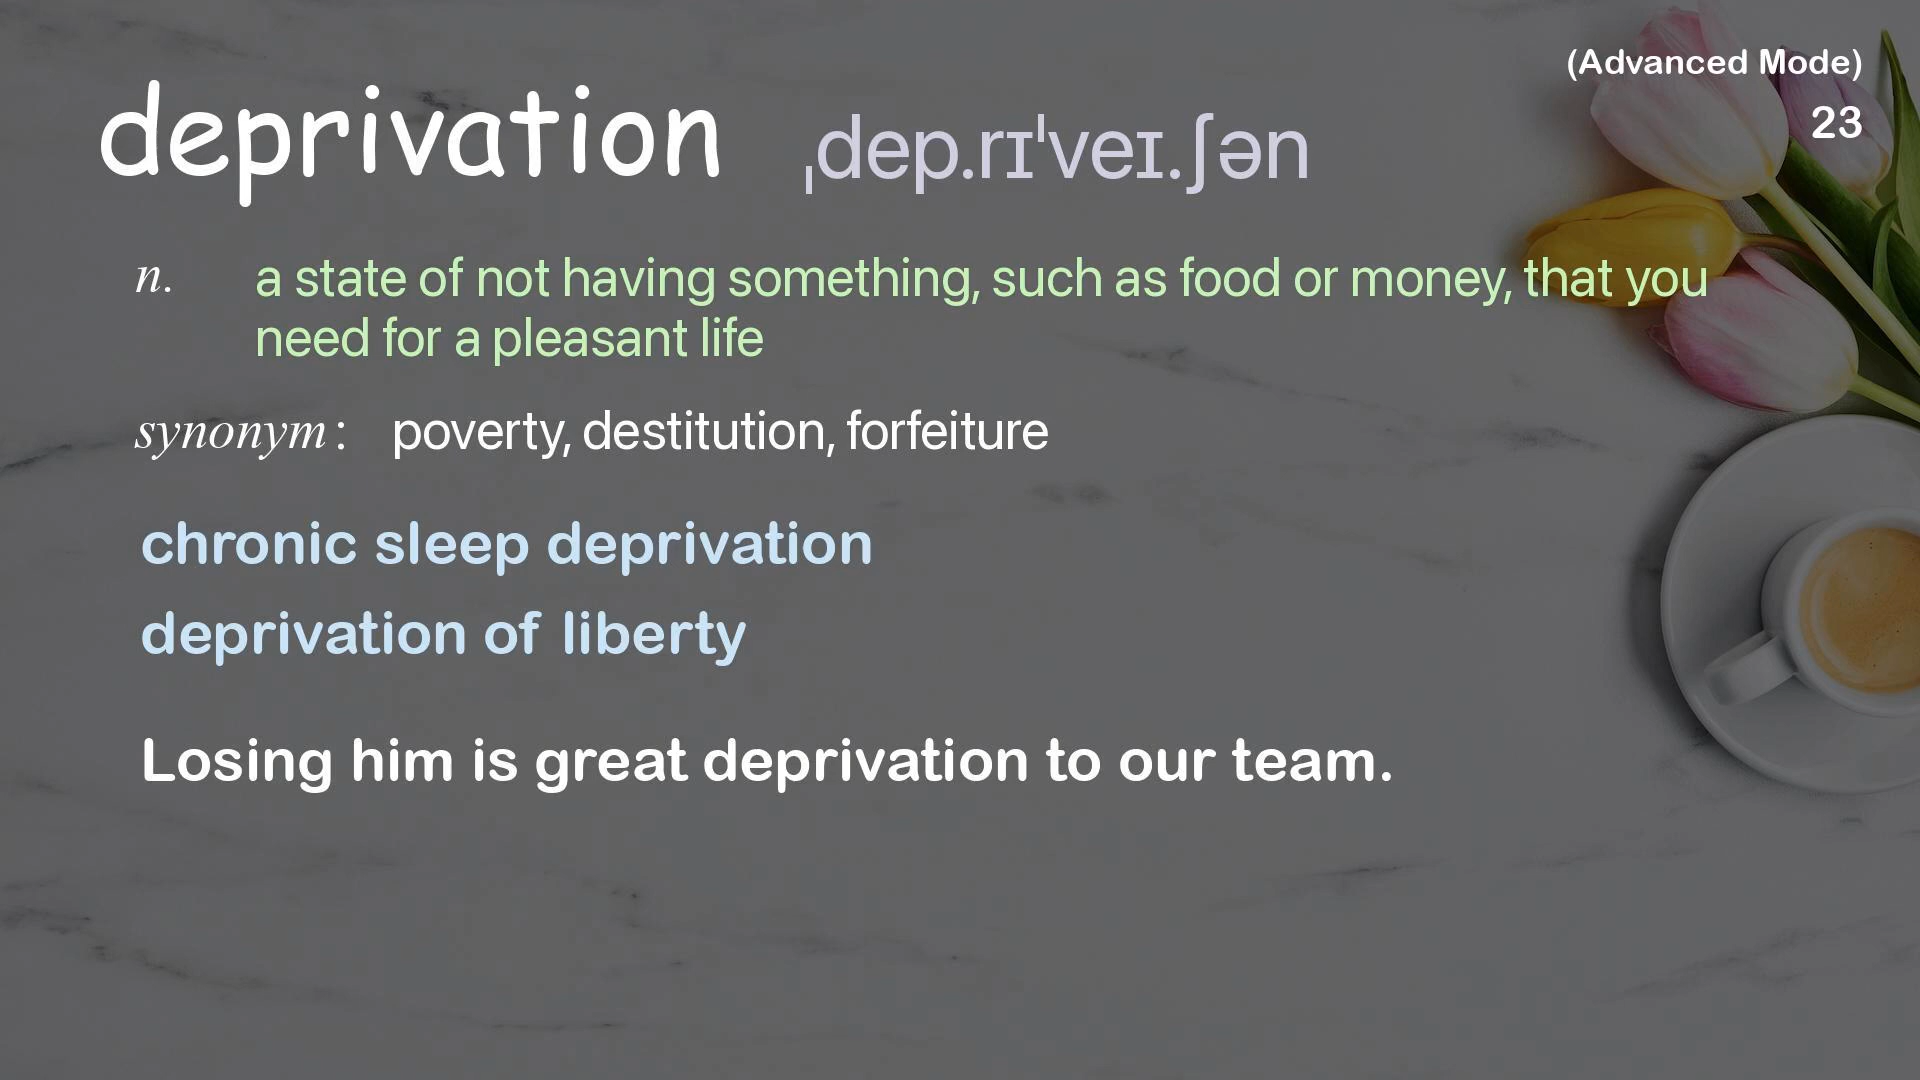 (Advanced Mode)
23
deprivation ˌdep.rɪˈveɪ.ʃən
n. a state of not having something, such as food or money, that you
need for a pleasant life
synonym: poverty, destitution, forfeiture
chronic sleep deprivation
deprivation of liberty
Losing him is great deprivation to our team.